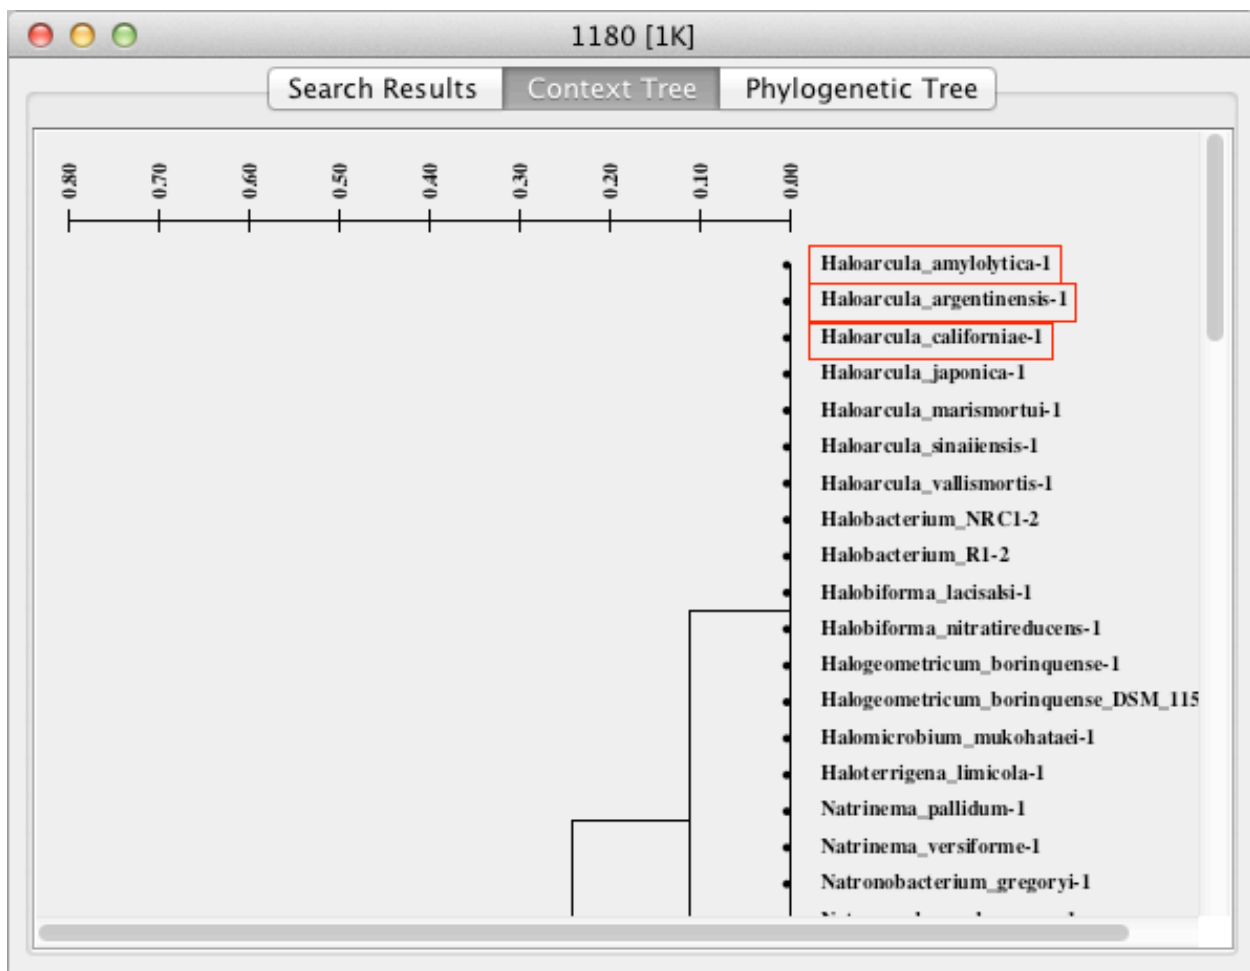 1180 [1K]
Search Results Context Tree Phylogenetic Tree
0.80 0.70 0.60 0.50 0.40 0.30 0.20 0.10 0.00
Haloarcula_amylolytica-1
Haloarcula_argentinensis-1
Haloarcula_californiae-1
Haloarcula_japonica-1
Haloarcula_marismortui-1
Haloarcula_sinaiiensis-1
Haloarcula_vallismortis-1
Halobacterium_NRC1-2
Halobacterium_R1-2
Halobiforma_lacisalsi-1
Halobiforma_nitratireducens-1
Halogeometricum_borinquense-1
Halogeometricum_borinquense_DSM_115
Halomicrobium_mukohataei-1
Haloterrigena_limicola-1
Natrinema_pallidum-1
Natrinema_versiforme-1
Natronobacterium_gregoryi-1